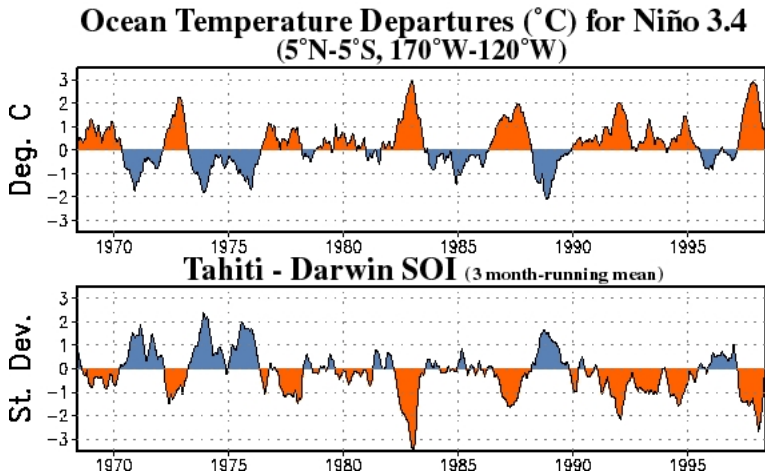 Ocean Temperature Departures (˚C) for Niño 3.4
(5˚N-5˚S, 170˚W-120˚W)
Deg. C
3
2
1
0
-1
-2
-3
1970 1975 1980 1985 1990 1995
Tahiti - Darwin SOI (3 month-running mean)
St. Dev.
3
2
1
0
-1
-2
-3
1970 1975 1980 1985 1990 1995